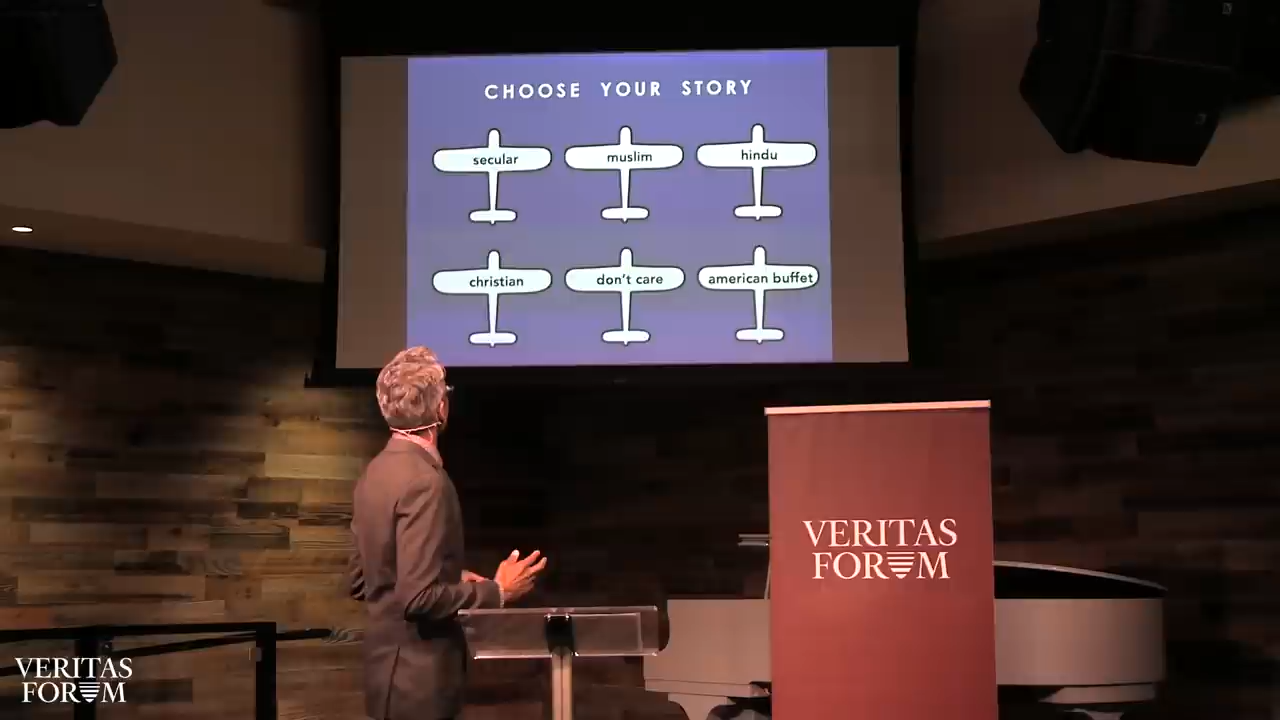 CHOOSE YOUR STORY
secular
muslim
hindu
christian
don't care
american buffet
VERITAS
FORUM
VERITAS
FORUM